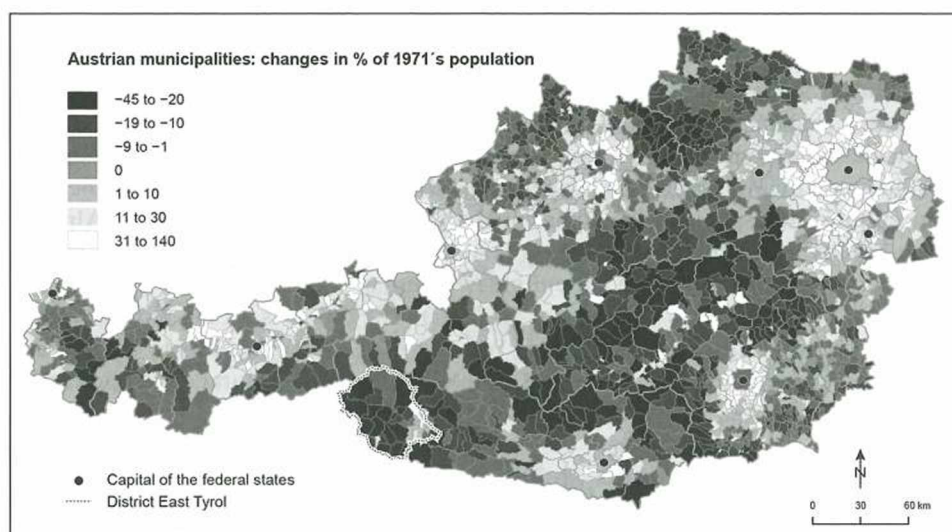 Austrian municipalities: changes in % of 1971´s population
−45 to −20
−19 to −10
−9 to −1
0
1 to 10
11 to 30
31 to 140
Capital of the federal states
District East Tyrol
N
0 30 60 km